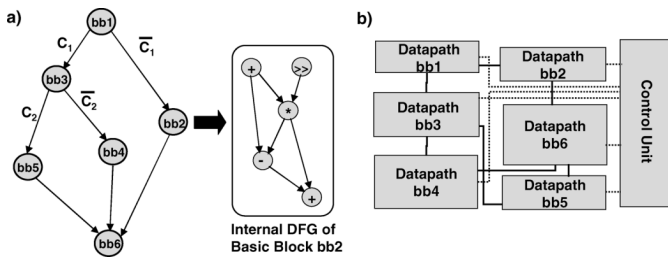 a)
bb1
C1
C̅1
bb3
C2
C̅2
bb2
bb5
bb4
bb6
+
>>
*
-
+
Internal DFG of
Basic Block bb2
b)
Datapath
bb1
Datapath
bb2
Datapath
bb3
Datapath
bb6
Datapath
bb4
Datapath
bb5
Control Unit